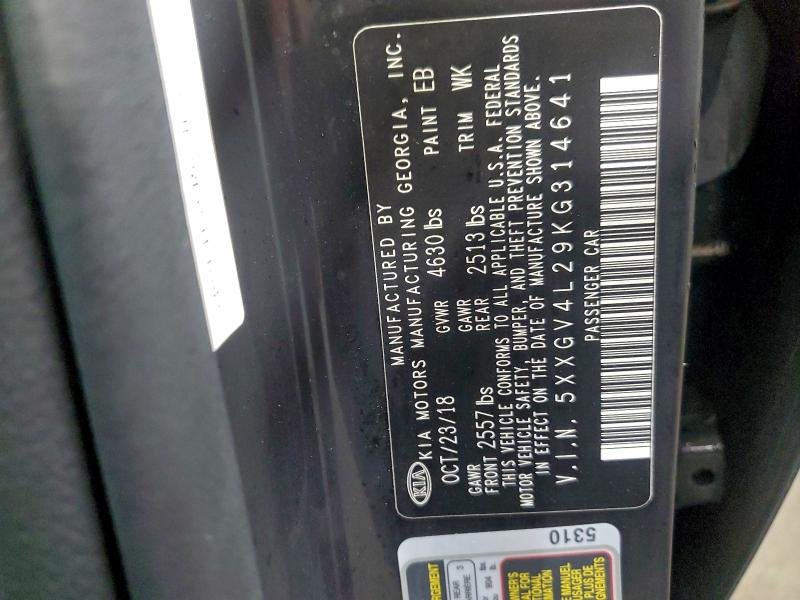 MANUFACTURED BY
KIA KIA MOTORS MANUFACTURING GEORGIA, INC.
OCT/23/18 GVWR 4630 lbs PAINT EB
GAWR FRONT 2557 lbs GAWR REAR 2513 lbs TRIM WK
THIS VEHICLE CONFORMS TO ALL APPLICABLE U.S.A. FEDERAL
MOTOR VEHICLE SAFETY, BUMPER, AND THEFT PREVENTION STANDARDS
IN EFFECT ON THE DATE OF MANUFACTURE SHOWN ABOVE.
V.I.N. 5XXGV4L29KG314641
PASSENGER CAR
5310
REAR